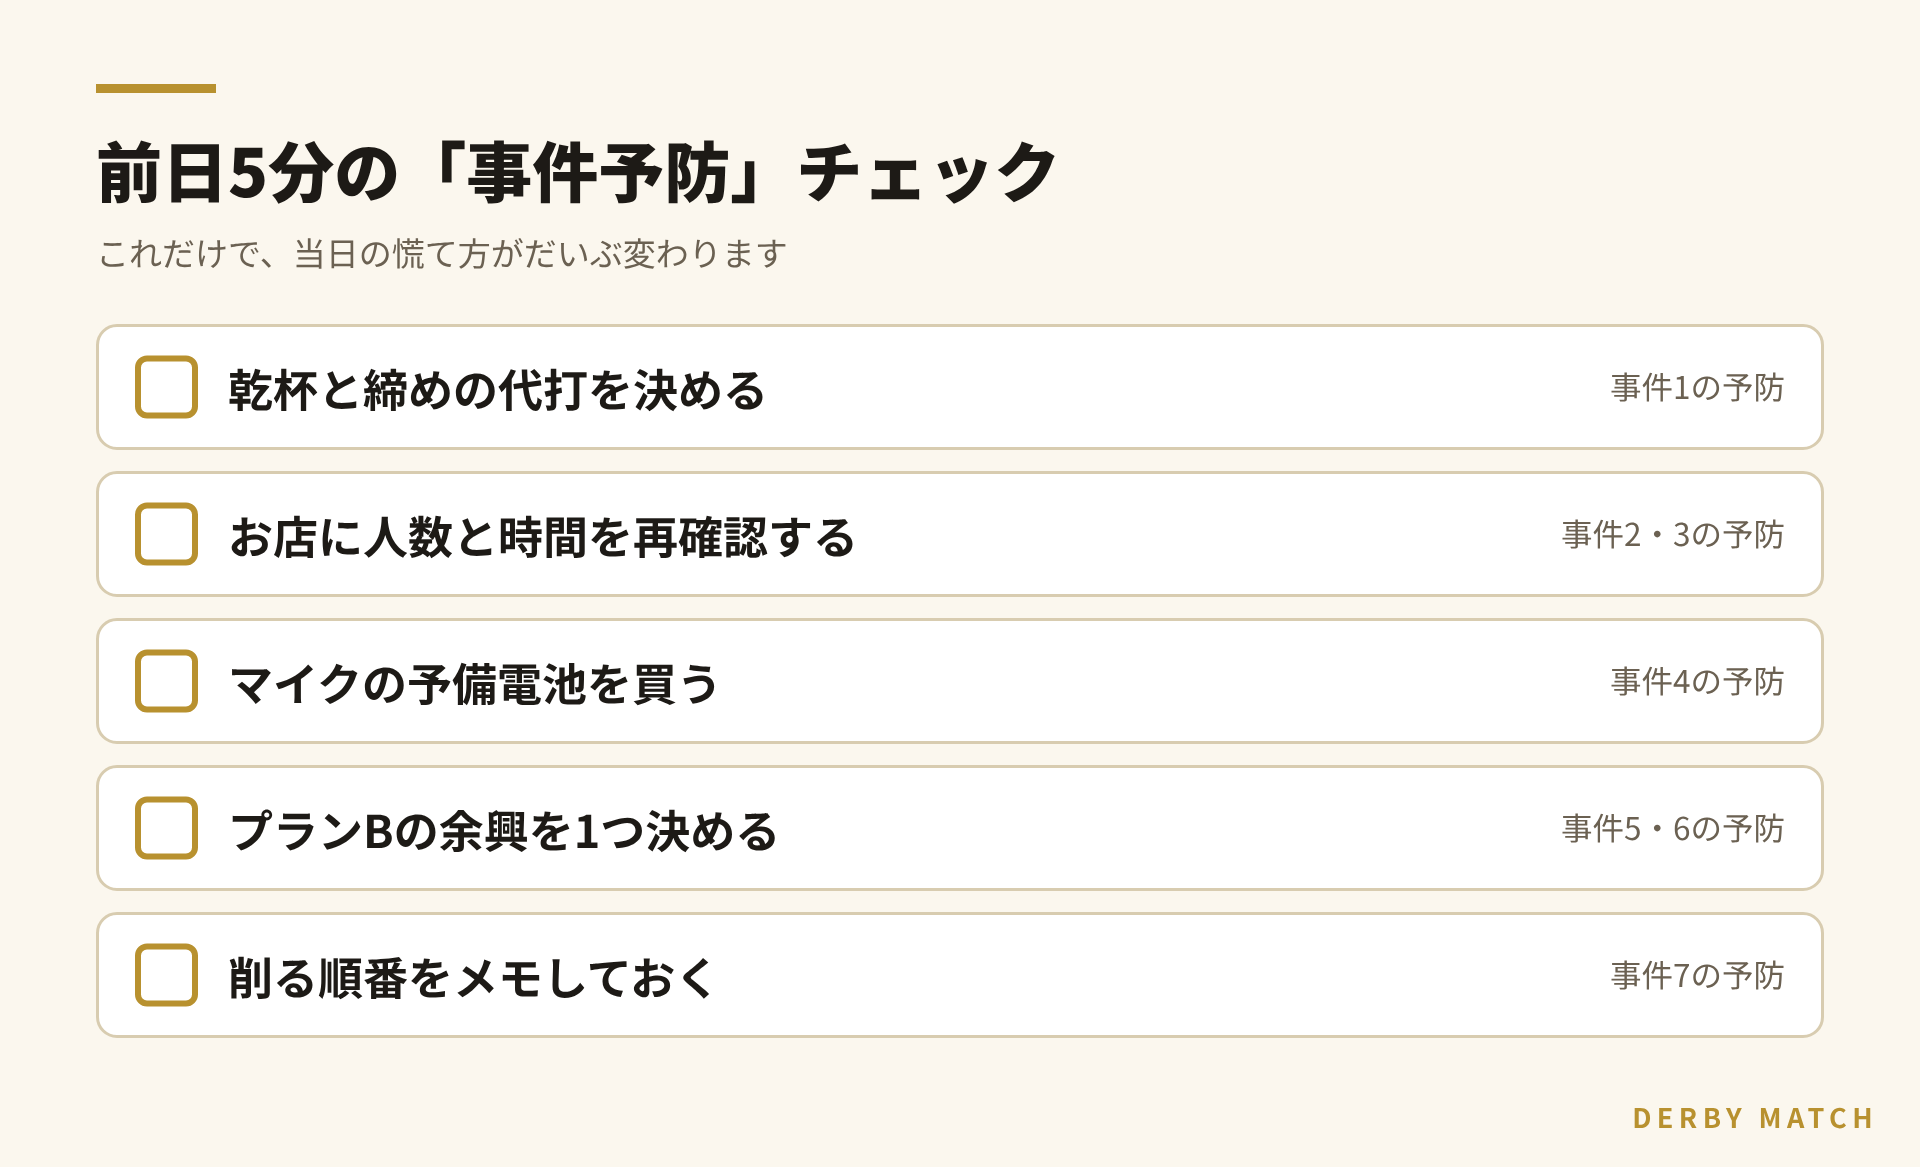 前日5分の「事件予防」チェック
これだけで、当日の慌て方がだいぶ変わります
乾杯と締めの代打を決める
事件1の予防
お店に人数と時間を再確認する
事件2・3の予防
マイクの予備電池を買う
事件4の予防
プランBの余興を1つ決める
事件5・6の予防
削る順番をメモしておく
事件7の予防
DERBY MATCH